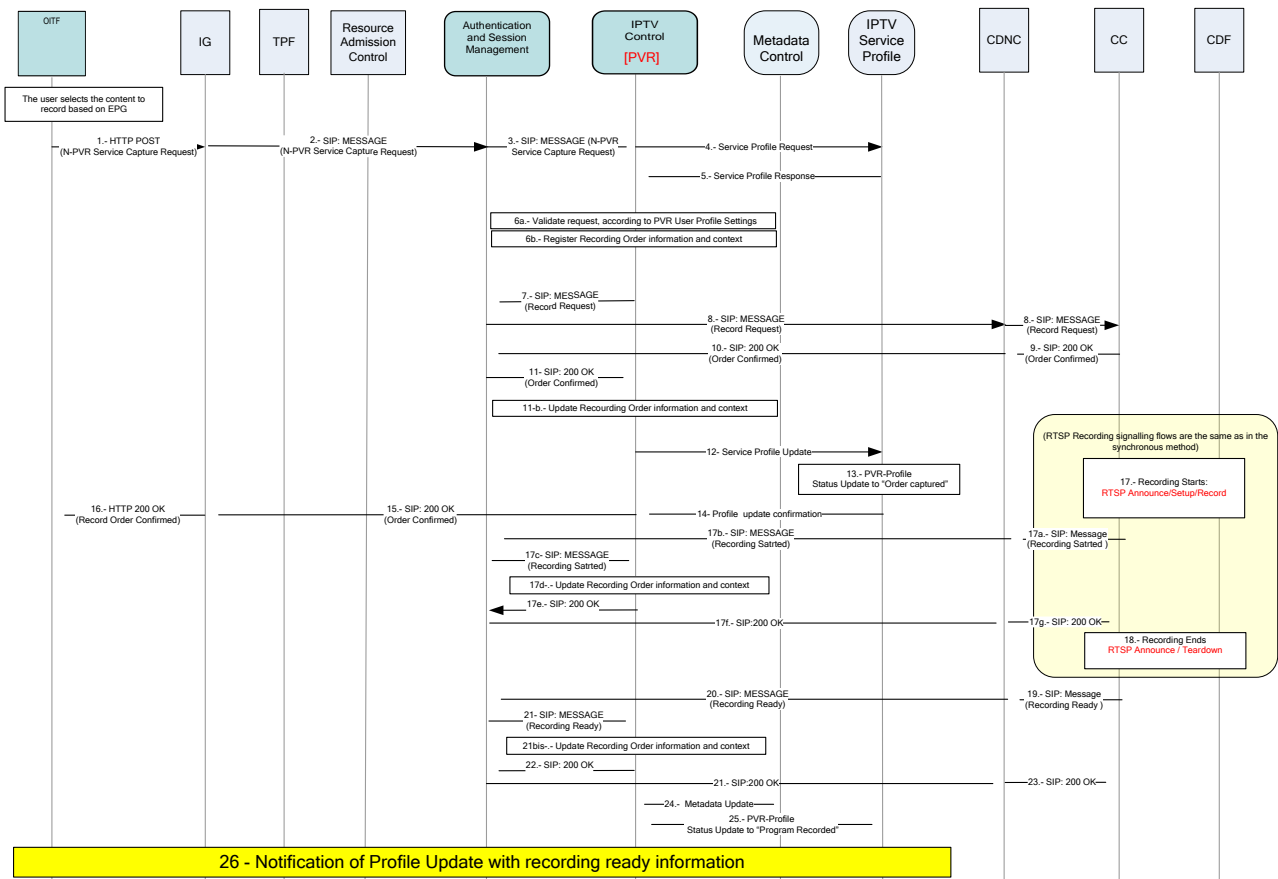 OITF
IG
TPF
Resource
Admission
Control
Authentication
and Session
Management
IPTV
Control
[PVR]
Metadata
Control
IPTV
Service
Profile
CDNC
CC
CDF
The user selects the content to
record based on EPG
1.- HTTP POST
(N-PVR Service Capture Request)
2.- SIP: MESSAGE
(N-PVR Service Capture Request)
3.- SIP: MESSAGE (N-PVR
Service Capture Request)
4.- Service Profile Request
5.- Service Profile Response
6a.- Validate request, according to PVR User Profile Settings
6b.- Register Recording Order information and context
7.- SIP: MESSAGE
(Record Request)
8.- SIP: MESSAGE
(Record Request)
8.- SIP: MESSAGE
(Record Request)
10.- SIP: 200 OK
(Order Confirmed)
9.- SIP: 200 OK
(Order Confirmed)
11- SIP: 200 OK
(Order Confirmed)
11-b.- Update Recourding Order information and context
(RTSP Recording signalling flows are the same as in the
synchronous method)
12- Service Profile Update
13.- PVR-Profile
Status Update to "Order captured"
17.- Recording Starts:
RTSP Announce/Setup/Record
16.- HTTP 200 OK
(Record Order Confirmed)
15.- SIP: 200 OK
(Order Confirmed)
14- Profile update confirmation
17b.- SIP: MESSAGE
(Recording Satrted)
17a.- SIP: Message
(Recording Satrted )
17c- SIP: MESSAGE
(Recording Satrted)
17d-.- Update Recording Order information and context
17e.- SIP: 200 OK
17f.- SIP:200 OK
17g.- SIP: 200 OK
18.- Recording Ends
RTSP Announce / Teardown
20.- SIP: MESSAGE
(Recording Ready)
19.- SIP: Message
(Recording Ready )
21- SIP: MESSAGE
(Recording Ready)
21bis-.- Update Recording Order information and context
22.- SIP: 200 OK
21.- SIP:200 OK
23.- SIP: 200 OK
24.- Metadata Update
25.- PVR-Profile
Status Update to "Program Recorded"
26 - Notification of Profile Update with recording ready information